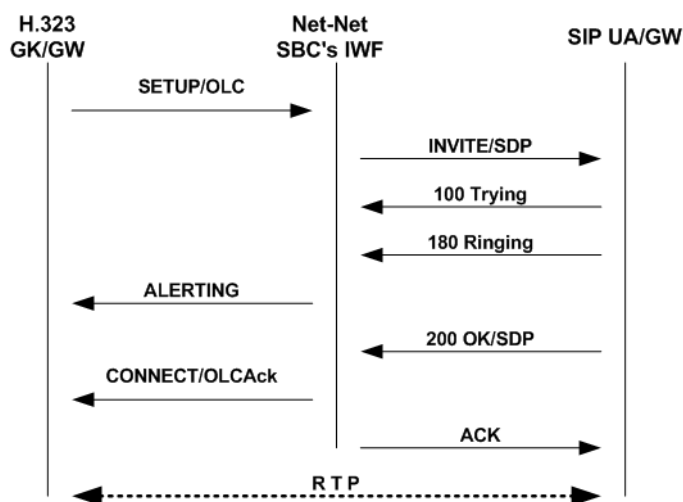 H.323
GK/GW
Net-Net
SBC's IWF
SIP UA/GW
SETUP/OLC
INVITE/SDP
100 Trying
180 Ringing
ALERTING
200 OK/SDP
CONNECT/OLCAck
ACK
R T P